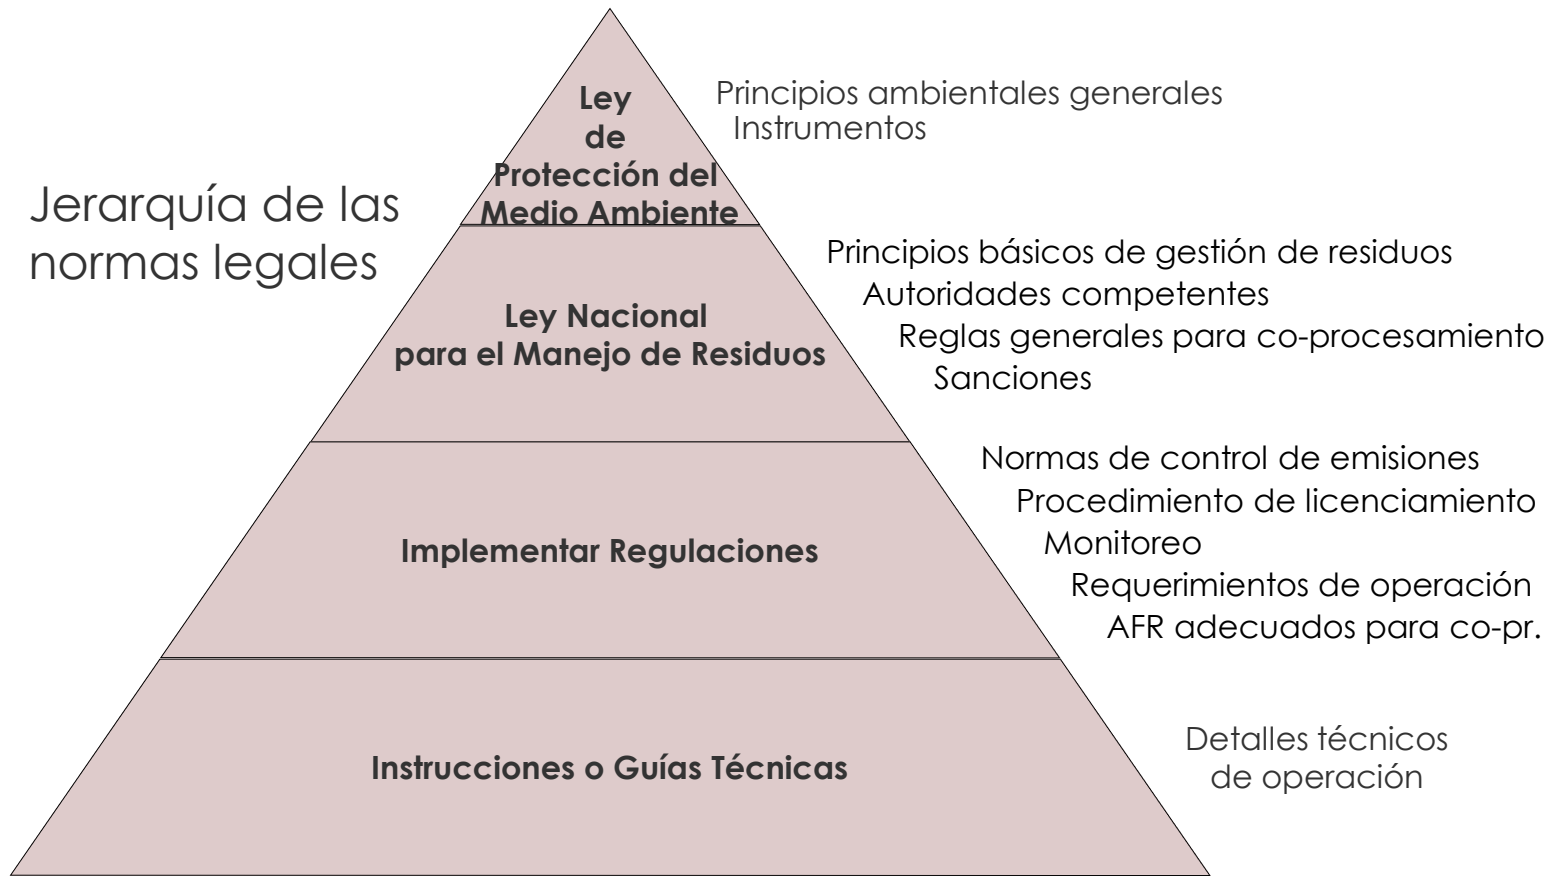 Jerarquía de las
normas legales
Ley
de
Protección del
Medio Ambiente
Principios ambientales generales
Instrumentos
Ley Nacional
para el Manejo de Residuos
Principios básicos de gestión de residuos
Autoridades competentes
Reglas generales para co-procesamiento
Sanciones
Implementar Regulaciones
Normas de control de emisiones
Procedimiento de licenciamiento
Monitoreo
Requerimientos de operación
AFR adecuados para co-pr.
Instrucciones o Guías Técnicas
Detalles técnicos
de operación